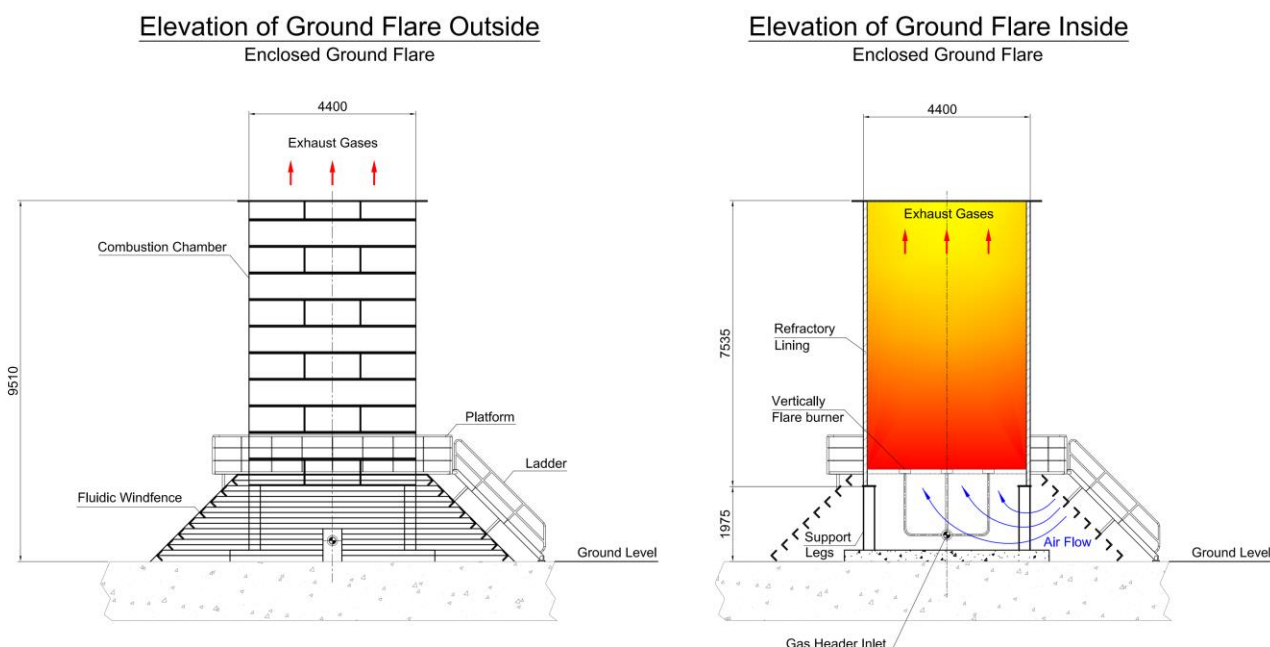 Elevation of Ground Flare Outside
Enclosed Ground Flare
4400
Exhaust Gases
Combustion Chamber
9510
Platform
Ladder
Fluidic Windfence
Ground Level
Elevation of Ground Flare Inside
Enclosed Ground Flare
4400
Exhaust Gases
7535
Refractory
Lining
Vertically
Flare burner
1975
Support
Legs
Air Flow
Ground Level
Gas Header Inlet